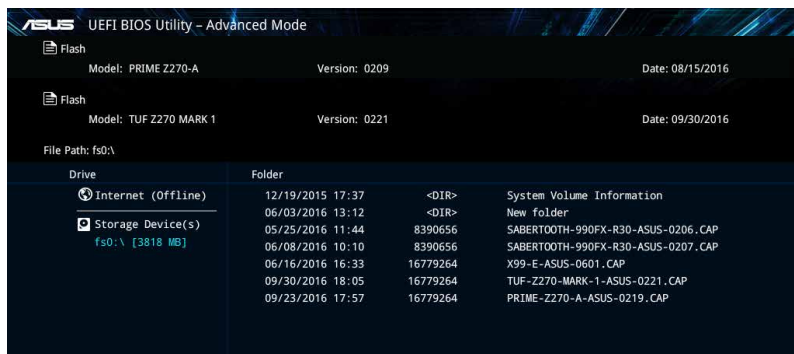 ASUS UEFI BIOS Utility – Advanced Mode
Flash
Model: PRIME Z270-A Version: 0209 Date: 08/15/2016
Flash
Model: TUF Z270 MARK 1 Version: 0221 Date: 09/30/2016
File Path: fs0:\
Drive Folder
Internet (Offline) 12/19/2015 17:37 <DIR> System Volume Information
06/03/2016 13:12 <DIR> New folder
Storage Device(s) 05/25/2016 11:44 8390656 SABERTOOTH-990FX-R30-ASUS-0206.CAP
fs0:\ [3818 MB] 06/08/2016 10:10 8390656 SABERTOOTH-990FX-R30-ASUS-0207.CAP
06/16/2016 16:33 16779264 X99-E-ASUS-0601.CAP
09/30/2016 18:05 16779264 TUF-Z270-MARK-1-ASUS-0221.CAP
09/23/2016 17:57 16779264 PRIME-Z270-A-ASUS-0219.CAP